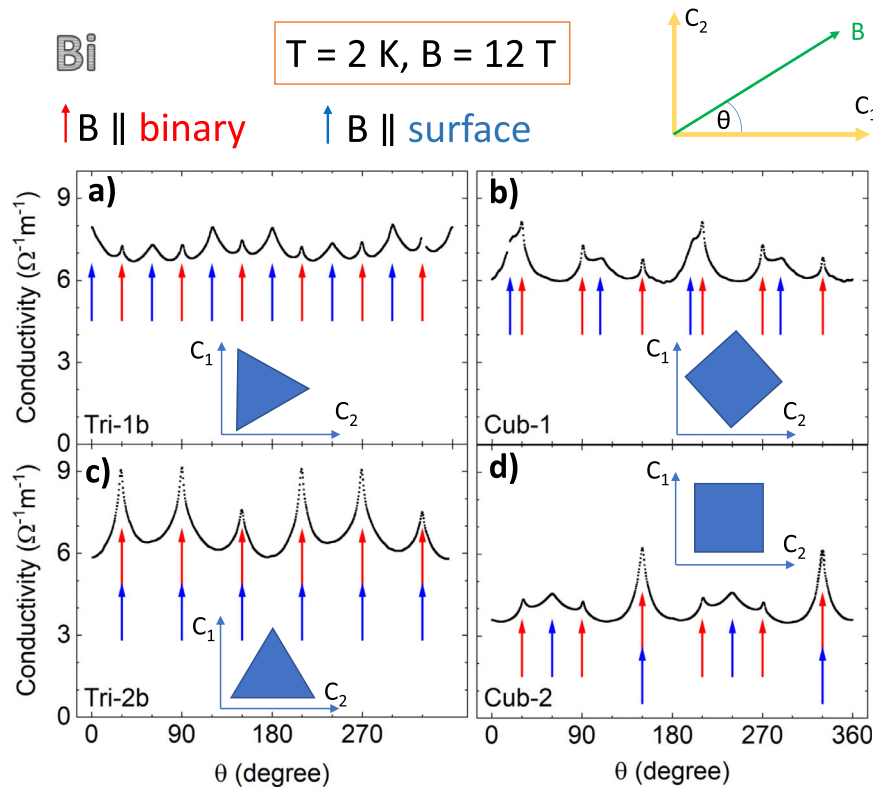 Bi
T = 2 K, B = 12 T
C2
B
θ
C1
B ∥ binary
B ∥ surface
a)
b)
Conductivity (Ω⁻¹m⁻¹)
9
6
3
0
C1
C2
Tri-1b
C1
C2
Cub-1
c)
d)
Conductivity (Ω⁻¹m⁻¹)
9
6
3
0
C1
C2
Tri-2b
C1
C2
Cub-2
0 90 180 270
0 90 180 270 360
θ (degree)
θ (degree)